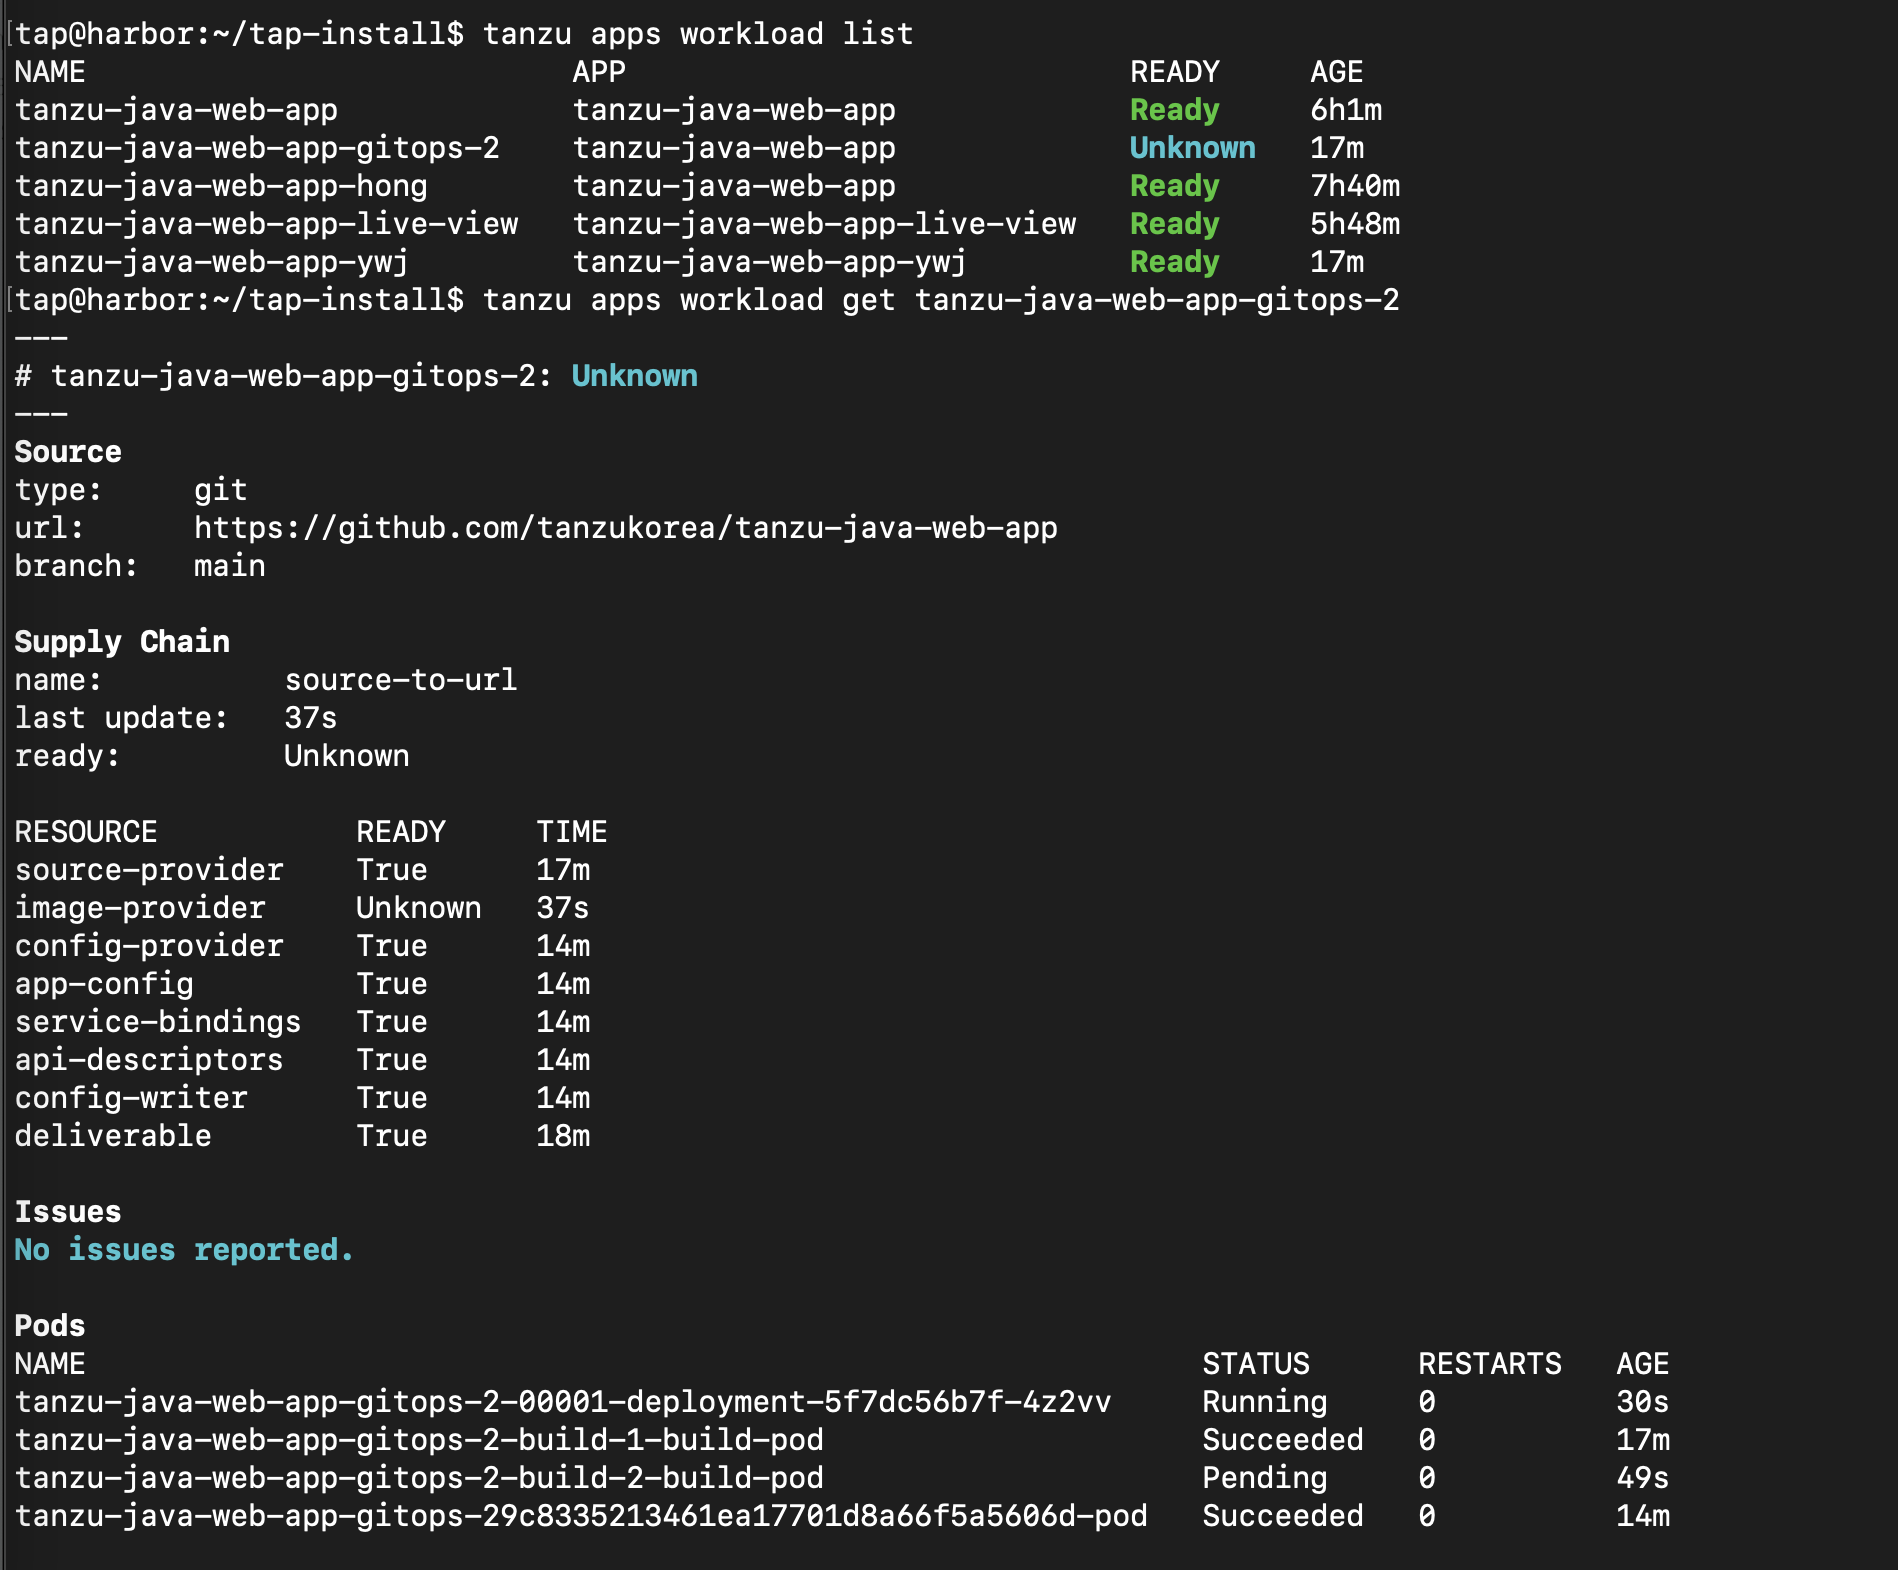 [tap@harbor:~/tap-install$ tanzu apps workload list
NAME APP READY AGE
tanzu-java-web-app tanzu-java-web-app Ready 6h1m
tanzu-java-web-app-gitops-2 tanzu-java-web-app Unknown 17m
tanzu-java-web-app-hong tanzu-java-web-app Ready 7h40m
tanzu-java-web-app-live-view tanzu-java-web-app-live-view Ready 5h48m
tanzu-java-web-app-ywj tanzu-java-web-app-ywj Ready 17m
[tap@harbor:~/tap-install$ tanzu apps workload get tanzu-java-web-app-gitops-2
---
# tanzu-java-web-app-gitops-2: Unknown
---
Source
type: git
url: https://github.com/tanzukorea/tanzu-java-web-app
branch: main
Supply Chain
name: source-to-url
last update: 37s
ready: Unknown
RESOURCE READY TIME
source-provider True 17m
image-provider Unknown 37s
config-provider True 14m
app-config True 14m
service-bindings True 14m
api-descriptors True 14m
config-writer True 14m
deliverable True 18m
Issues
No issues reported.
Pods
NAME STATUS RESTARTS AGE
tanzu-java-web-app-gitops-2-00001-deployment-5f7dc56b7f-4z2vv Running 0 30s
tanzu-java-web-app-gitops-2-build-1-build-pod Succeeded 0 17m
tanzu-java-web-app-gitops-2-build-2-build-pod Pending 0 49s
tanzu-java-web-app-gitops-29c8335213461ea17701d8a66f5a5606d-pod Succeeded 0 14m